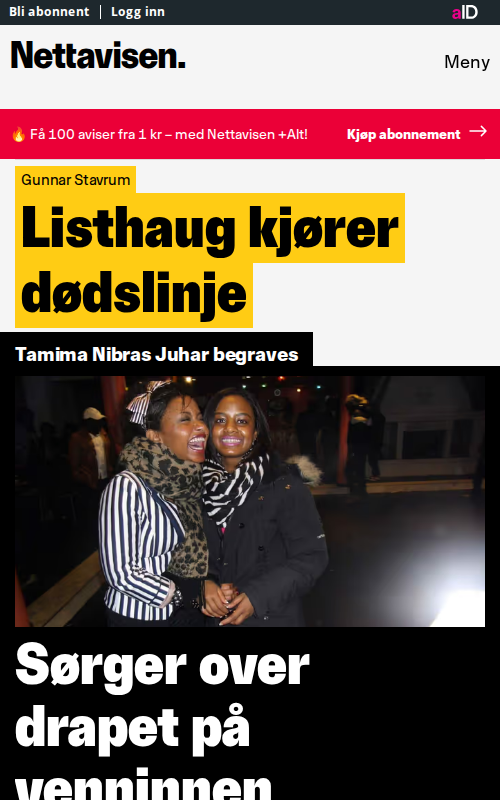 Bli abonnent
Logg inn
aID
Nettavisen.
Meny
🔥 Få 100 aviser fra 1 kr – med Nettavisen +Alt!
Kjøp abonnement →
Gunnar Stavrum
Listhaug kjører
dødslinje
Tamima Nibras Juhar begraves
Sørger over
drapet på
venninnen